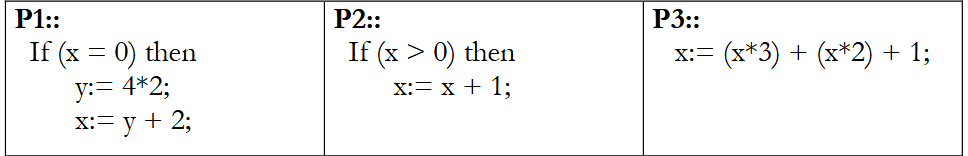 P1::
If (x = 0) then
y:= 4*2;
x:= y + 2;
P2::
If (x > 0) then
x:= x + 1;
P3::
x:= (x*3) + (x*2) + 1;